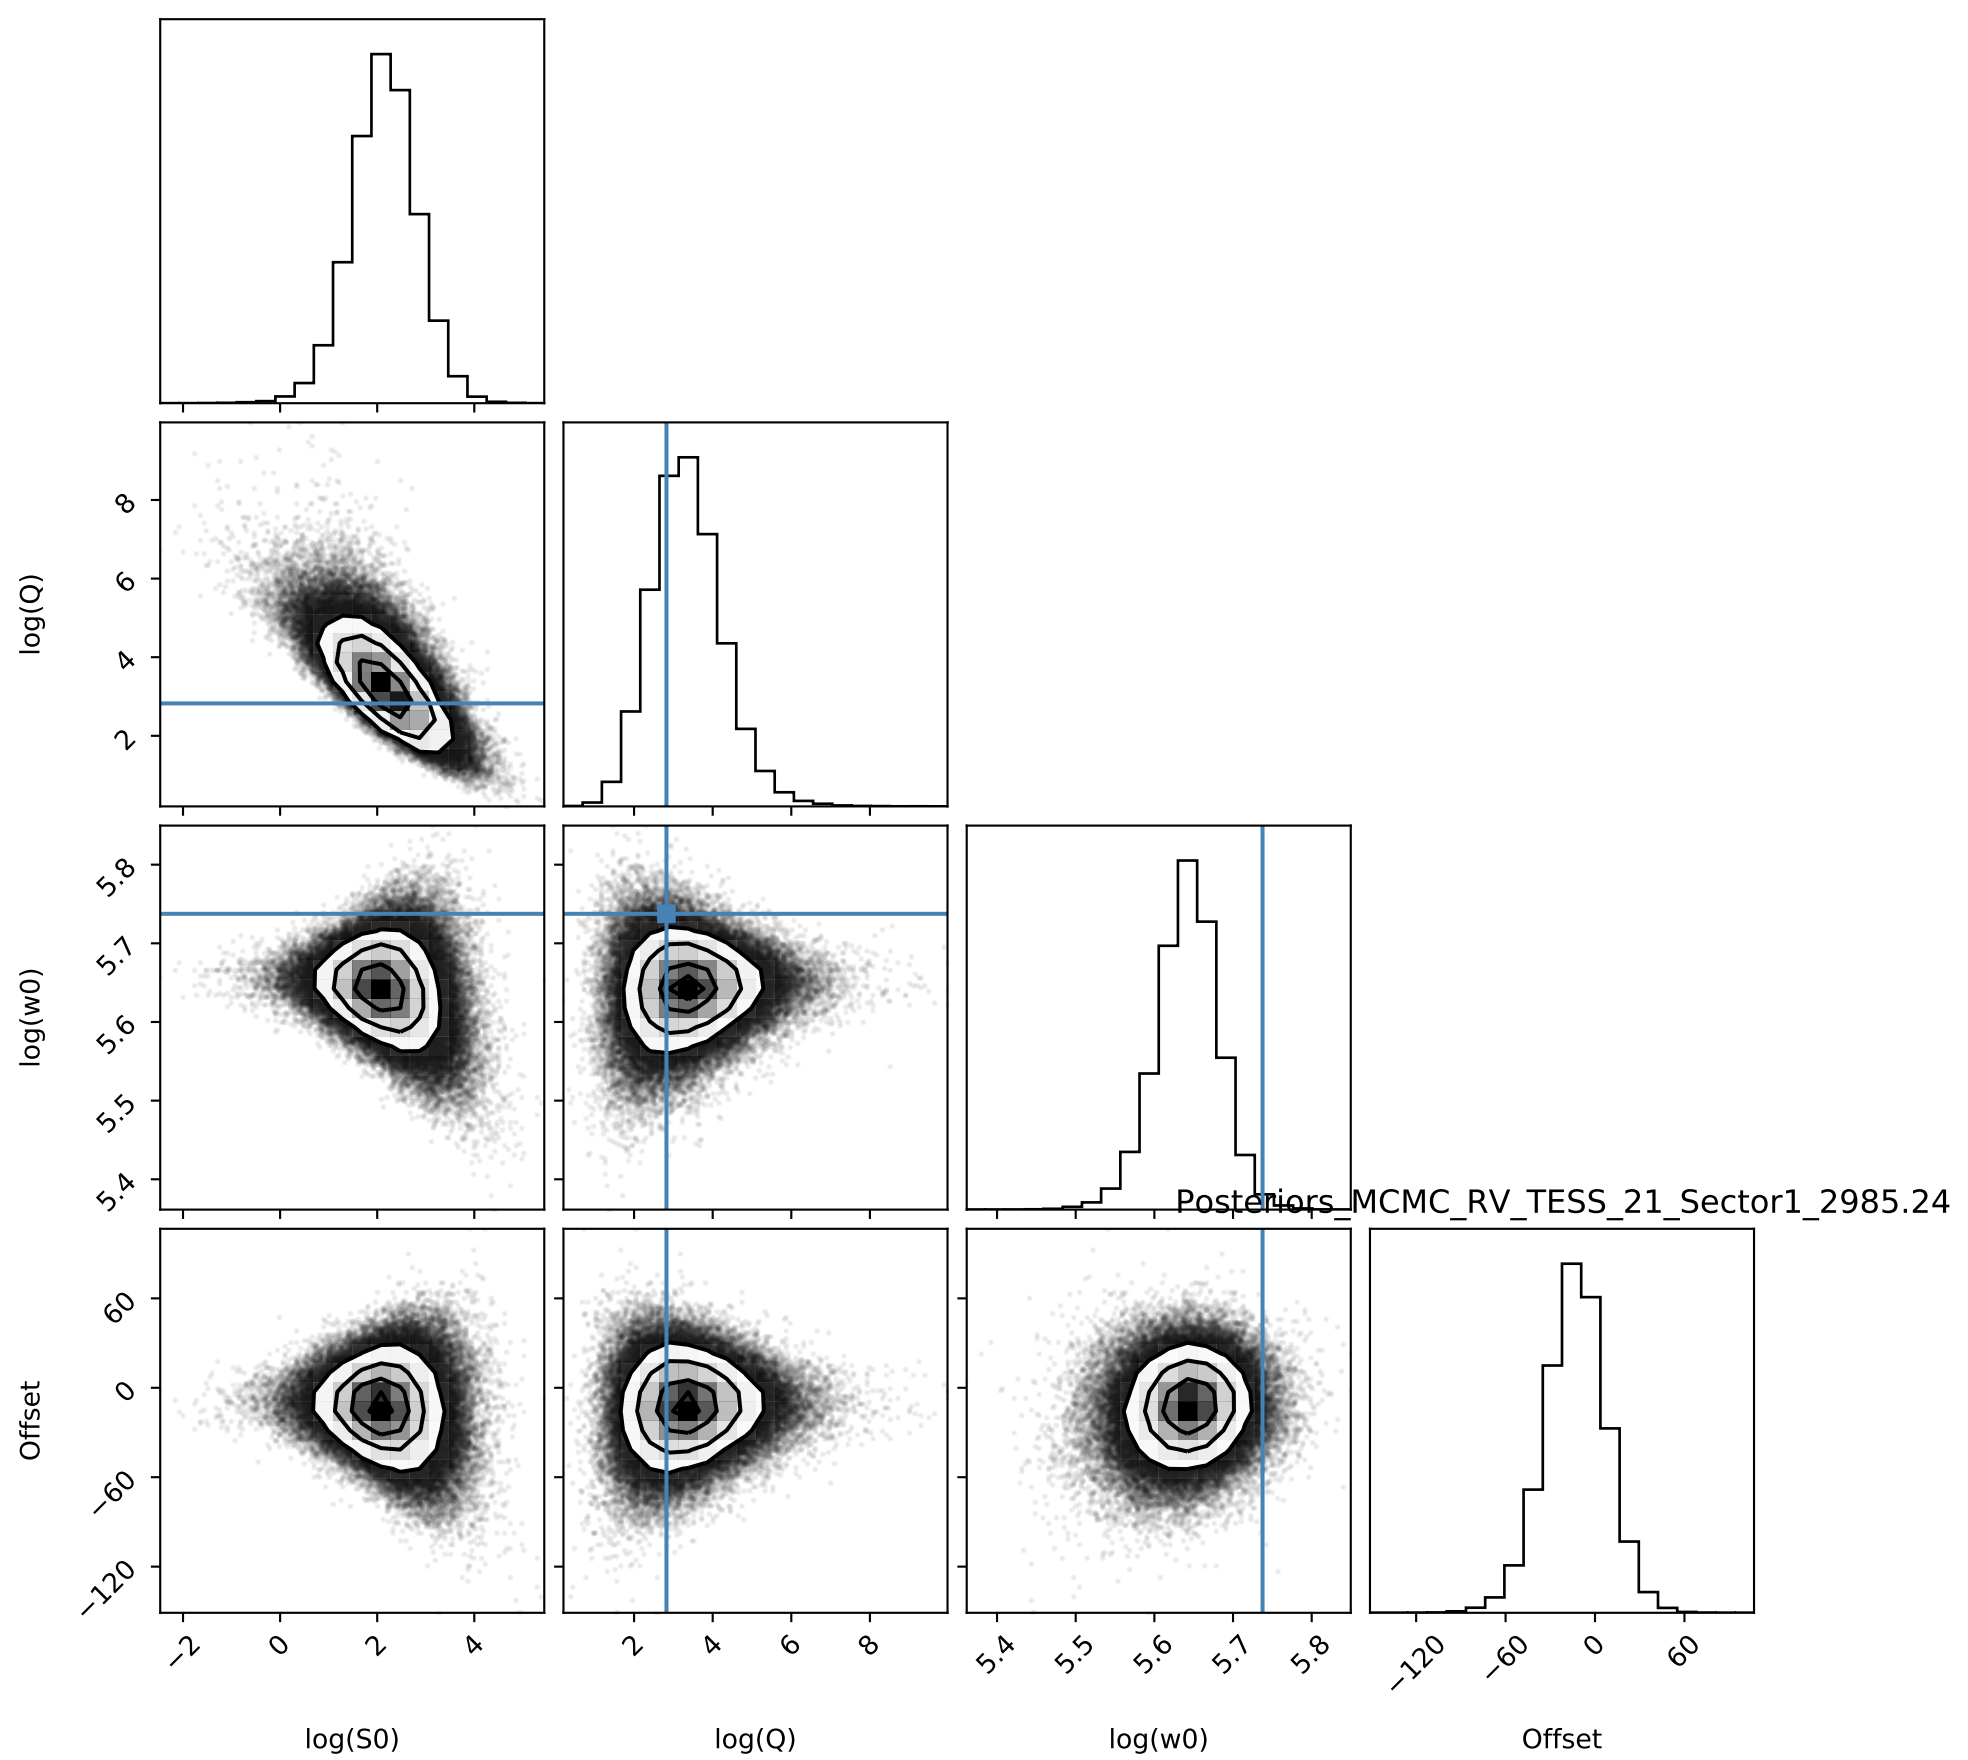 log(Q)
8
6
4
2
log(w0)
5.8
5.7
5.6
5.5
5.4
Posteriors_MCMC_RV_TESS_21_Sector1_2985.24
Offset
60
0
−60
−120
−2 0 2 4 2 4 6 8 5.4 5.5 5.6 5.7 5.8 −120 −60 0 60
log(S0) log(Q) log(w0) Offset